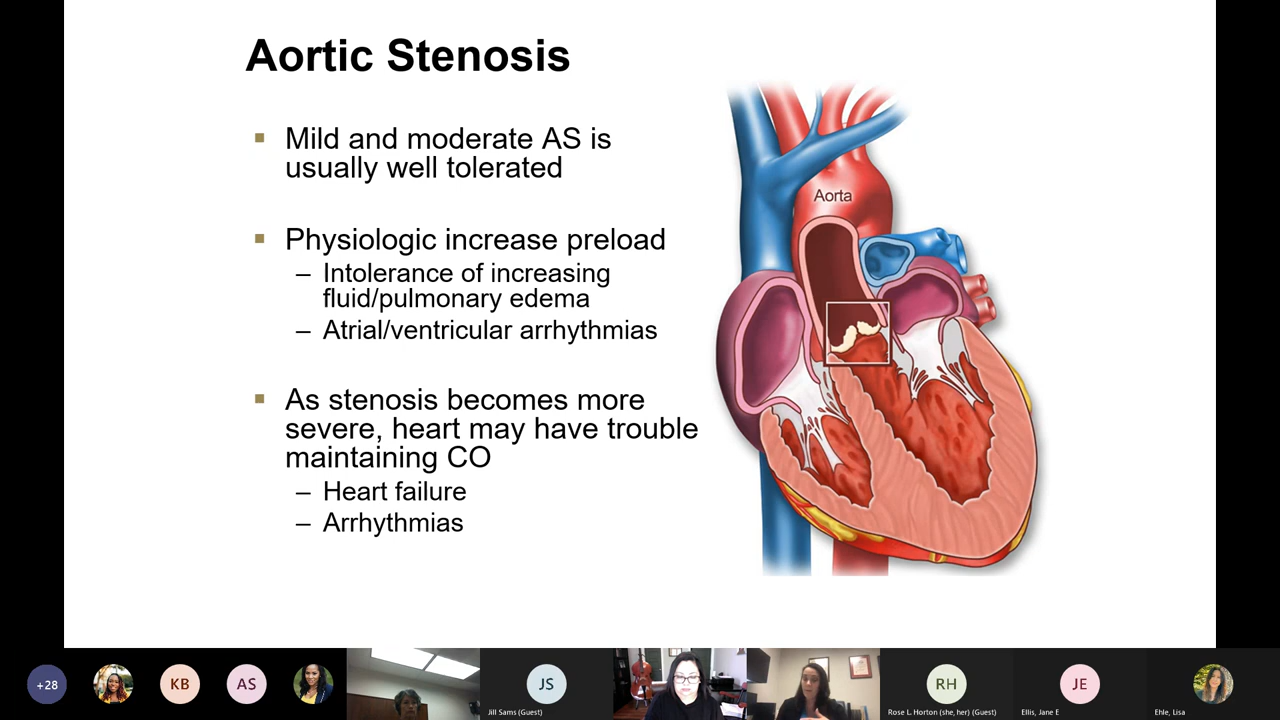 Aortic Stenosis
▪ Mild and moderate AS is
usually well tolerated
▪ Physiologic increase preload
– Intolerance of increasing
fluid/pulmonary edema
– Atrial/ventricular arrhythmias
▪ As stenosis becomes more
severe, heart may have trouble
maintaining CO
– Heart failure
– Arrhythmias
Aorta
+28
KB
AS
JS
Jill Sams (Guest)
RH
Rose L. Horton (she, her) (Guest)
JE
Ellis, Jane E
Ehle, Lisa